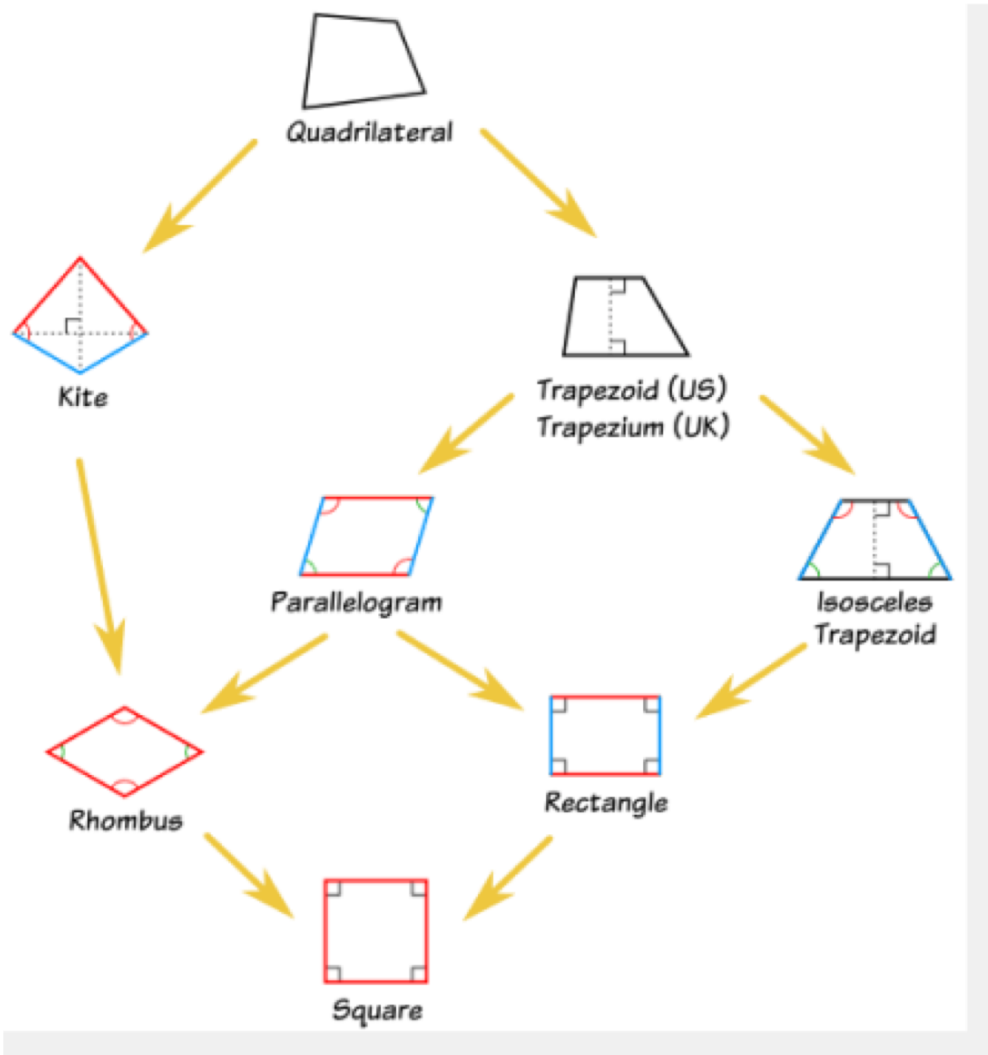 Quadrilateral
Kite
Trapezoid (US)
Trapezium (UK)
Parallelogram
Isosceles
Trapezoid
Rhombus
Rectangle
Square